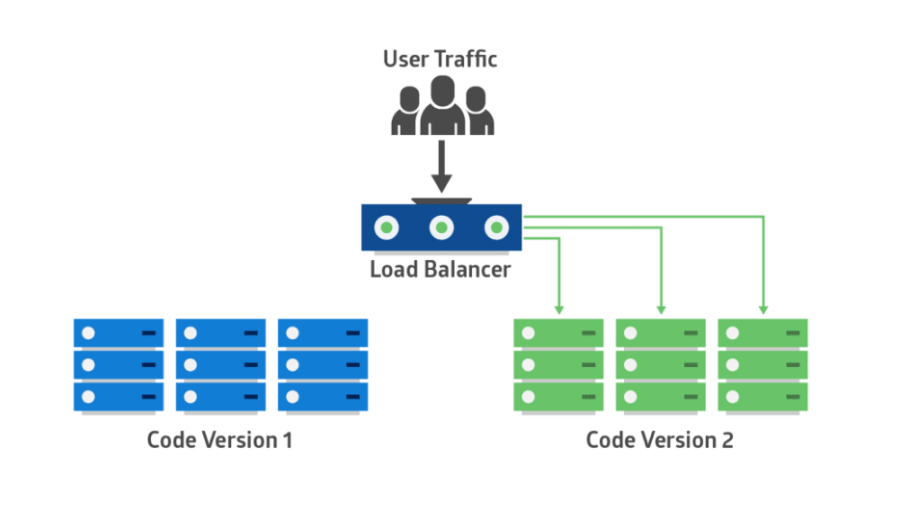 User Traffic
Load Balancer
Code Version 1
Code Version 2